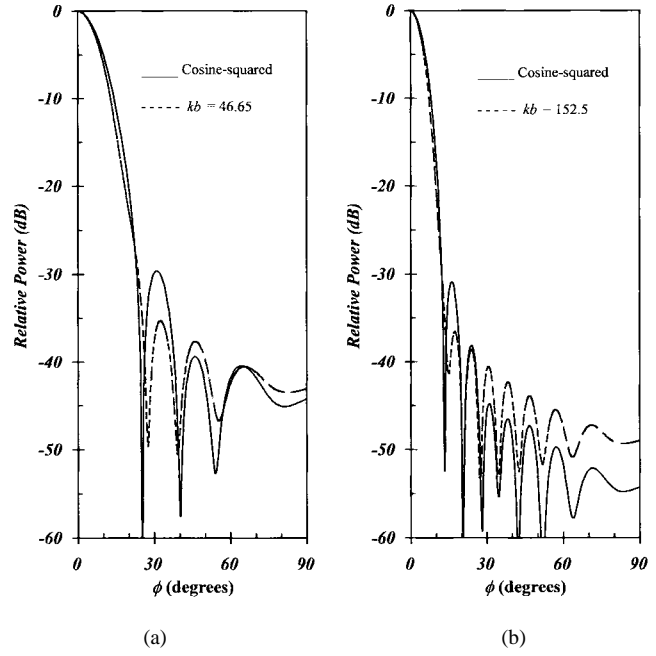 0
-10
-20
-30
-40
-50
-60
Relative Power (dB)
Cosine-squared
kb = 46.65
0 30 60 90
ϕ (degrees)
(a)
0
-10
-20
-30
-40
-50
-60
Relative Power (dB)
Cosine-squared
kb – 152.5
0 30 60 90
ϕ (degrees)
(b)